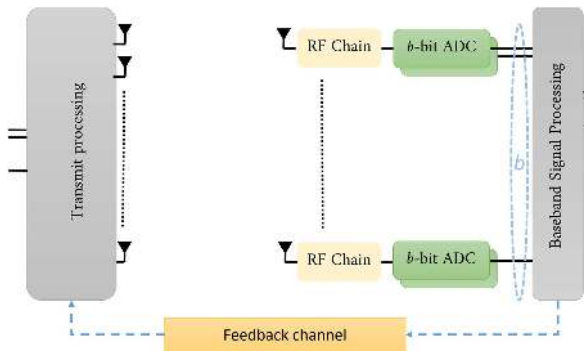 Transmit processing
RF Chain
b-bit ADC
b
Baseband Signal Processing
RF Chain
b-bit ADC
Feedback channel